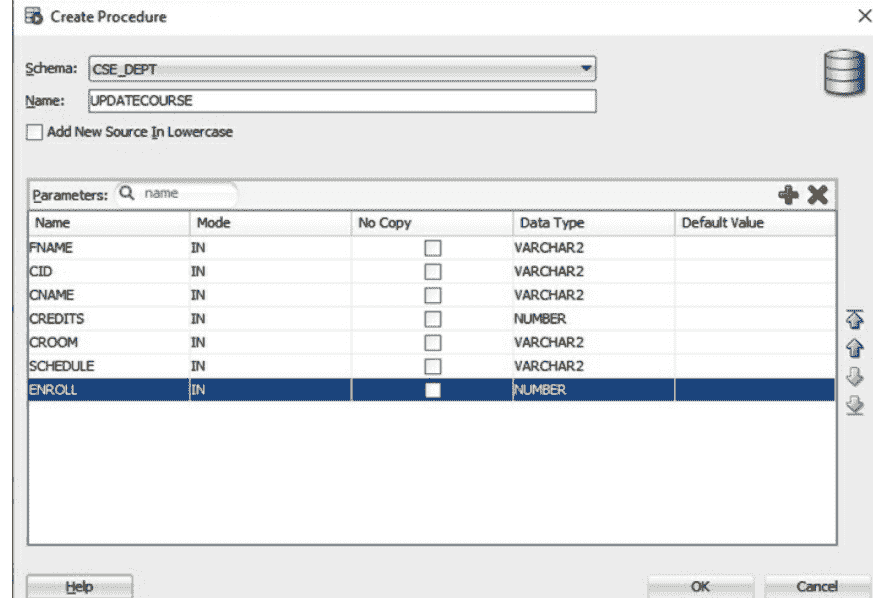 Create Procedure
Schema: CSE_DEPT
Name: UPDATECOURSE
Add New Source In Lowercase
Parameters: name
Name Mode No Copy Data Type Default Value
FNAME IN VARCHAR2
CID IN VARCHAR2
CNAME IN VARCHAR2
CREDITS IN NUMBER
CROOM IN VARCHAR2
SCHEDULE IN VARCHAR2
ENROLL IN NUMBER
Help OK Cancel